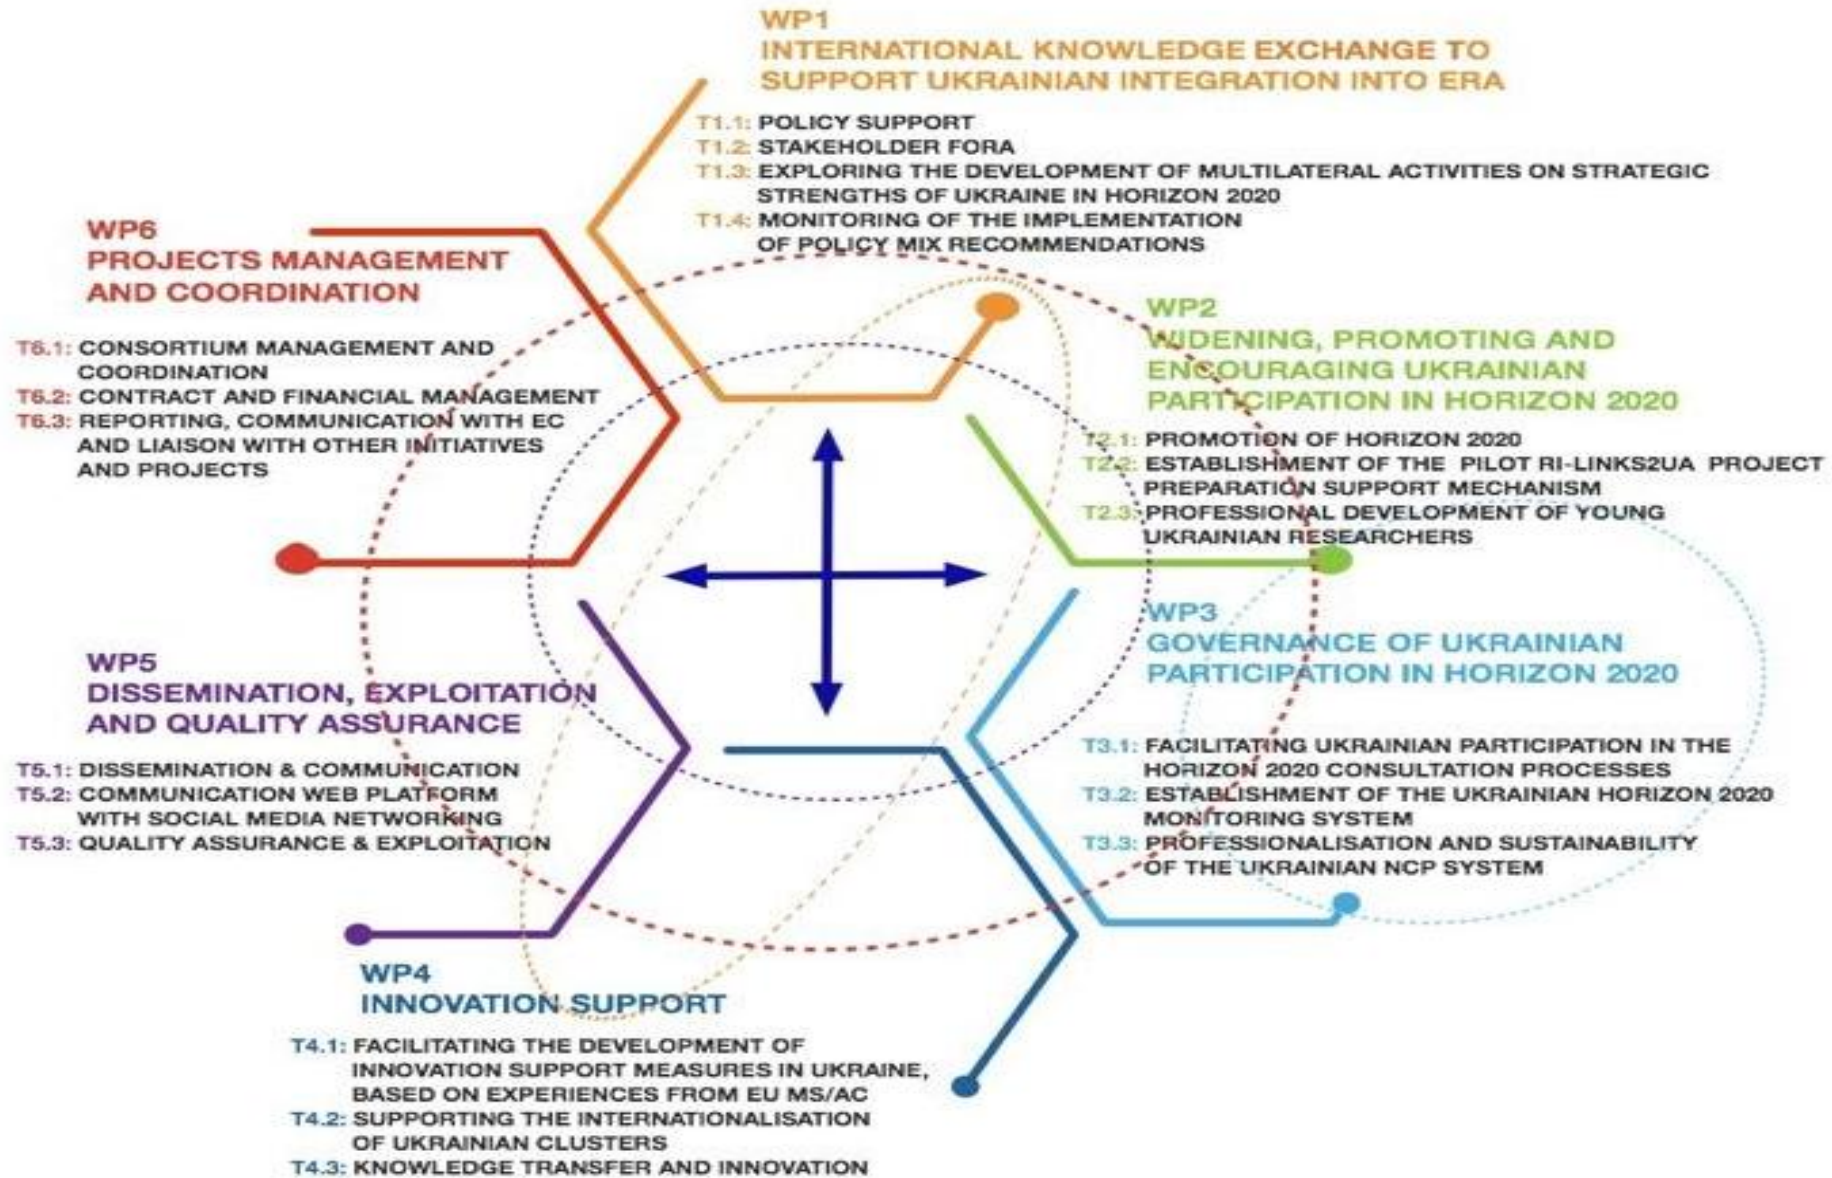 WP1
INTERNATIONAL KNOWLEDGE EXCHANGE TO
SUPPORT UKRAINIAN INTEGRATION INTO ERA
T1.1: POLICY SUPPORT
T1.2: STAKEHOLDER FORA
T1.3: EXPLORING THE DEVELOPMENT OF MULTILATERAL ACTIVITIES ON STRATEGIC
STRENGTHS OF UKRAINE IN HORIZON 2020
T1.4: MONITORING OF THE IMPLEMENTATION
OF POLICY MIX RECOMMENDATIONS
WP2
WIDENING, PROMOTING AND
ENCOURAGING UKRAINIAN
PARTICIPATION IN HORIZON 2020
T2.1: PROMOTION OF HORIZON 2020
T2.2: ESTABLISHMENT OF THE PILOT RI-LINKS2UA PROJECT
PREPARATION SUPPORT MECHANISM
T2.3: PROFESSIONAL DEVELOPMENT OF YOUNG
UKRAINIAN RESEARCHERS
WP3
GOVERNANCE OF UKRAINIAN
PARTICIPATION IN HORIZON 2020
T3.1: FACILITATING UKRAINIAN PARTICIPATION IN THE
HORIZON 2020 CONSULTATION PROCESSES
T3.2: ESTABLISHMENT OF THE UKRAINIAN HORIZON 2020
MONITORING SYSTEM
T3.3: PROFESSIONALISATION AND SUSTAINABILITY
OF THE UKRAINIAN NCP SYSTEM
WP4
INNOVATION SUPPORT
T4.1: FACILITATING THE DEVELOPMENT OF
INNOVATION SUPPORT MEASURES IN UKRAINE,
BASED ON EXPERIENCES FROM EU MS/AC
T4.2: SUPPORTING THE INTERNATIONALISATION
OF UKRAINIAN CLUSTERS
T4.3: KNOWLEDGE TRANSFER AND INNOVATION
WP5
DISSEMINATION, EXPLOITATION
AND QUALITY ASSURANCE
T5.1: DISSEMINATION & COMMUNICATION
T5.2: COMMUNICATION WEB PLATFORM
WITH SOCIAL MEDIA NETWORKING
T5.3: QUALITY ASSURANCE & EXPLOITATION
WP6
PROJECTS MANAGEMENT
AND COORDINATION
T6.1: CONSORTIUM MANAGEMENT AND
COORDINATION
T6.2: CONTRACT AND FINANCIAL MANAGEMENT
T6.3: REPORTING, COMMUNICATION WITH EC
AND LIAISON WITH OTHER INITIATIVES
AND PROJECTS